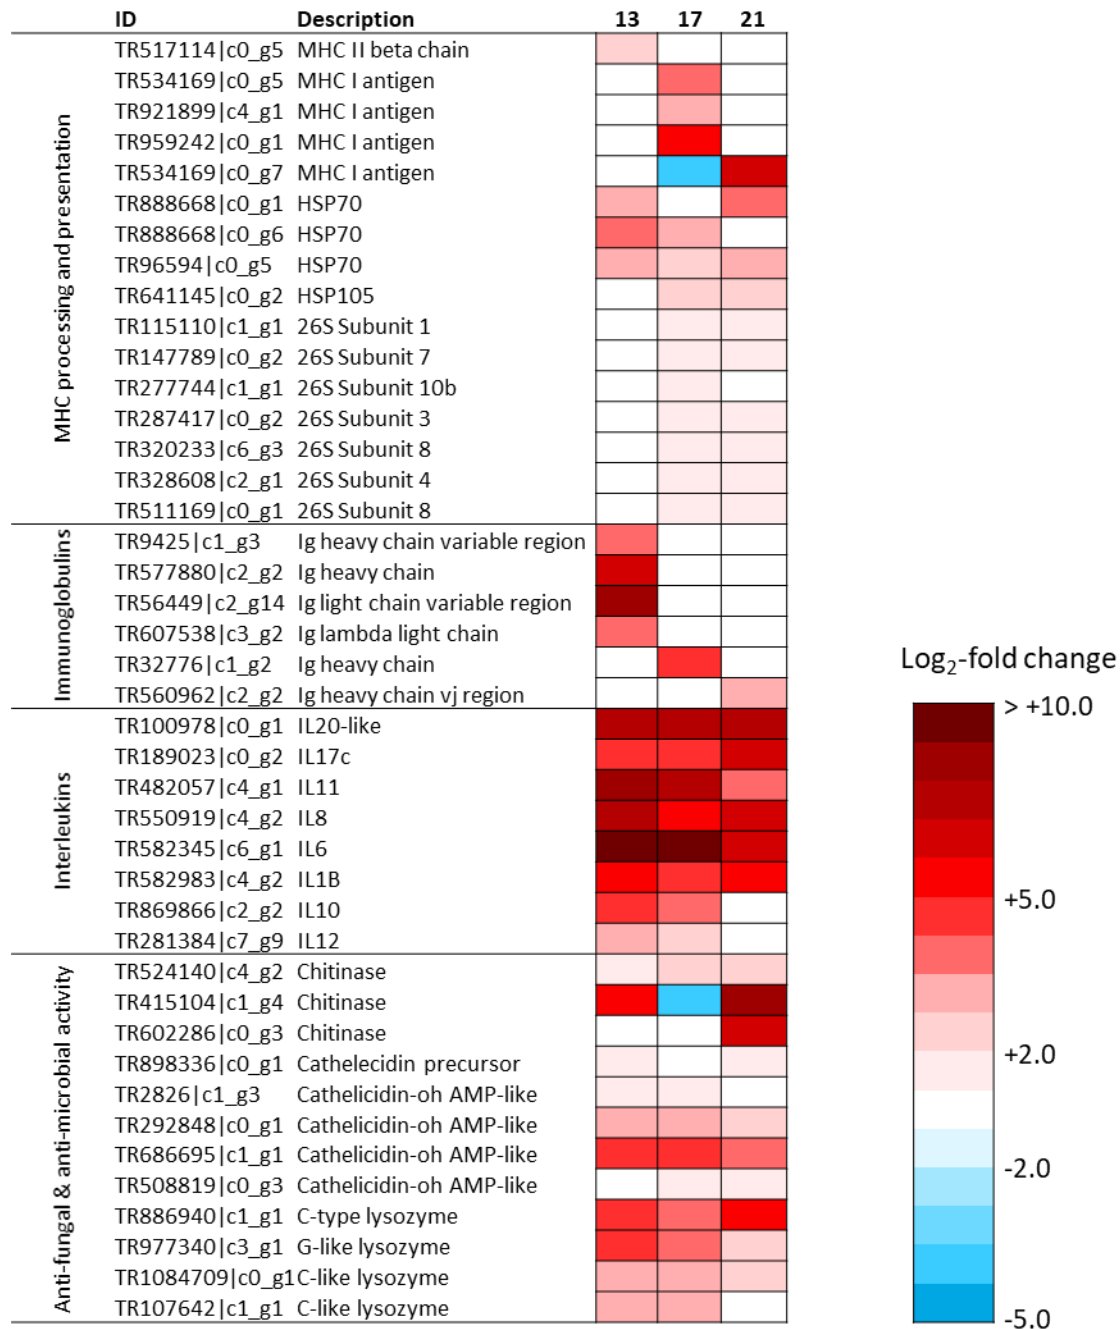 ID Description 13 17 21
MHC processing and presentation
TR517114|c0_g5 MHC II beta chain
TR534169|c0_g5 MHC I antigen
TR921899|c4_g1 MHC I antigen
TR959242|c0_g1 MHC I antigen
TR534169|c0_g7 MHC I antigen
TR888668|c0_g1 HSP70
TR888668|c0_g6 HSP70
TR96594|c0_g5 HSP70
TR641145|c0_g2 HSP105
TR115110|c1_g1 26S Subunit 1
TR147789|c0_g2 26S Subunit 7
TR277744|c1_g1 26S Subunit 10b
TR287417|c0_g2 26S Subunit 3
TR320233|c6_g3 26S Subunit 8
TR328608|c2_g1 26S Subunit 4
TR511169|c0_g1 26S Subunit 8
Immunoglobulins
TR9425|c1_g3 Ig heavy chain variable region
TR577880|c2_g2 Ig heavy chain
TR56449|c2_g14 Ig light chain variable region
TR607538|c3_g2 Ig lambda light chain
TR32776|c1_g2 Ig heavy chain
TR560962|c2_g2 Ig heavy chain vj region
Interleukins
TR100978|c0_g1 IL20-like
TR189023|c0_g2 IL17c
TR482057|c4_g1 IL11
TR550919|c4_g2 IL8
TR582345|c6_g1 IL6
TR582983|c4_g2 IL1B
TR869866|c2_g2 IL10
TR281384|c7_g9 IL12
Anti-fungal & anti-microbial activity
TR524140|c4_g2 Chitinase
TR415104|c1_g4 Chitinase
TR602286|c0_g3 Chitinase
TR898336|c0_g1 Cathelecidin precursor
TR2826|c1_g3 Cathelicidin-oh AMP-like
TR292848|c0_g1 Cathelicidin-oh AMP-like
TR686695|c1_g1 Cathelicidin-oh AMP-like
TR508819|c0_g3 Cathelicidin-oh AMP-like
TR886940|c1_g1 C-type lysozyme
TR977340|c3_g1 G-like lysozyme
TR1084709|c0_g1 C-like lysozyme
TR107642|c1_g1 C-like lysozyme
Log₂-fold change
> +10.0
+5.0
+2.0
-2.0
-5.0